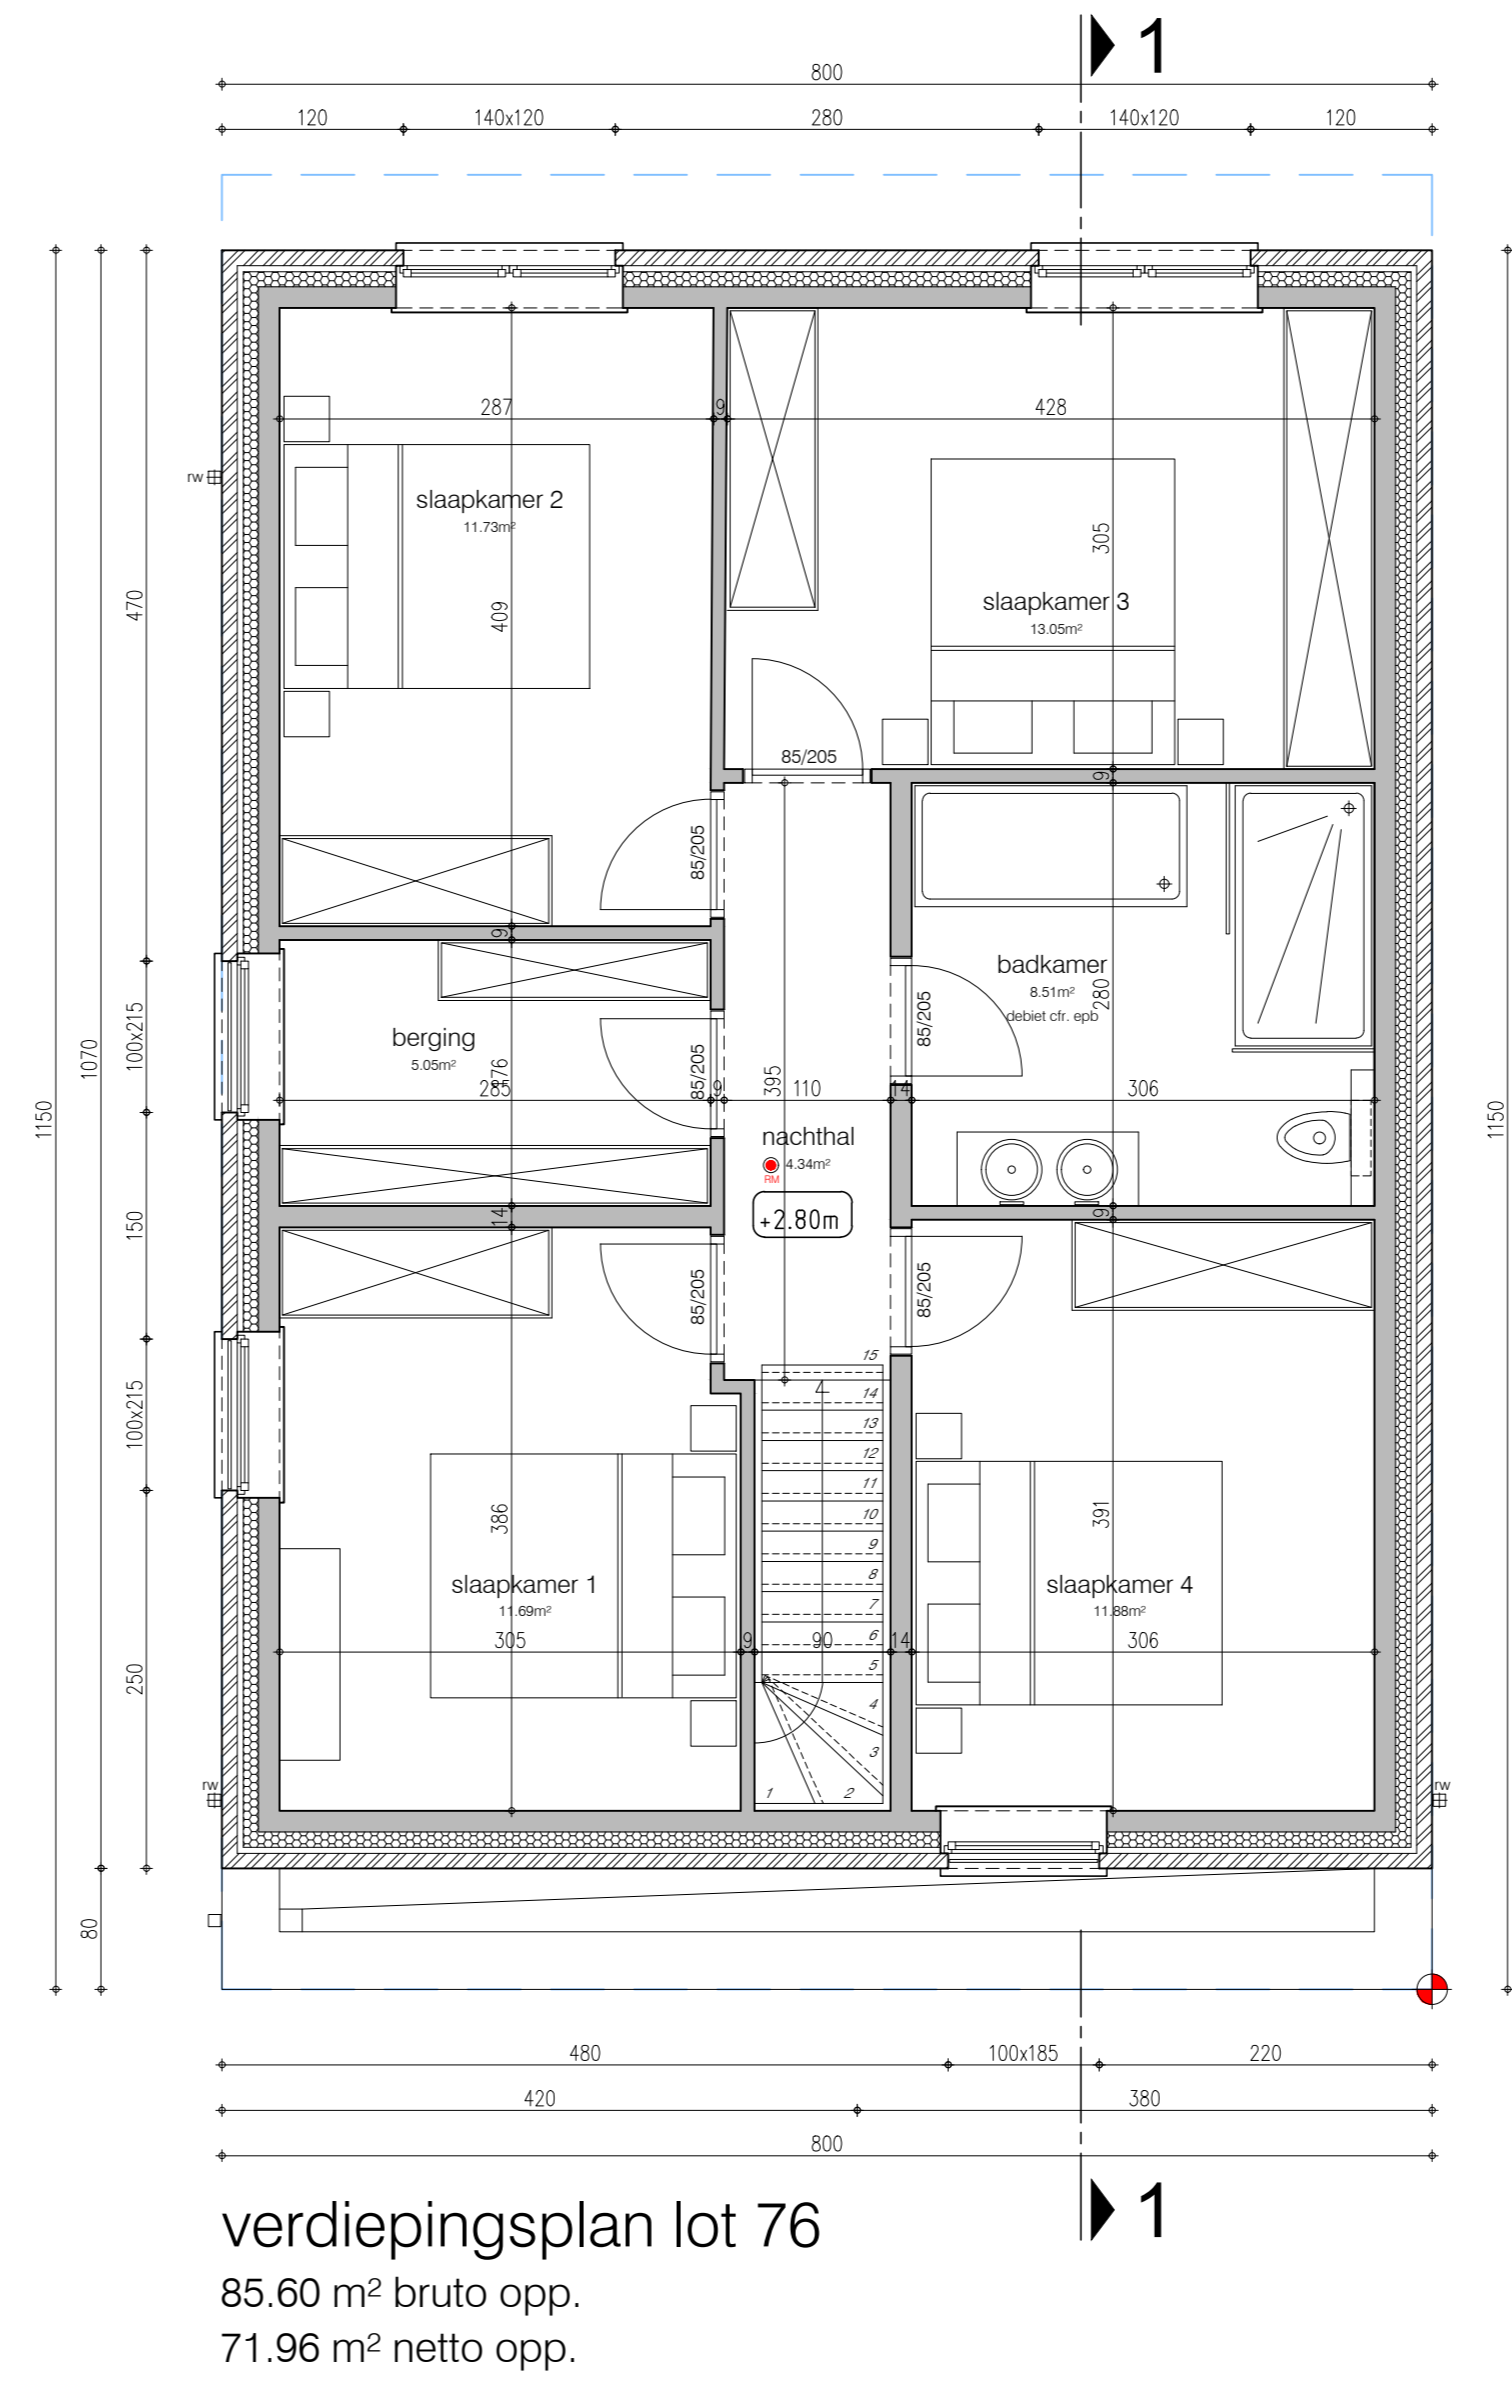 1
800
120 140x120 280 140x120 120
287 9 428
rw
slaapkamer 2
11.73m²
305
470
409
slaapkamer 3
13.05m²
85/205
9
85/205
9
badkamer
8.51m²
280
debiet cfr. epb
85/205
100x215
berging
5.05m²
176
85/205
395
1070
1150
1150
285 9 110 14 306
nachthal
4.34m²
RM
+2.80m
150
14
9
85/205
85/205
100x215
15
14
13
12
11
10
9
8
7
6
5
4
3
2
1
386
391
slaapkamer 1
11.69m²
slaapkamer 4
11.88m²
305 9 90 14 306
250
rw
rw
80
480 100x185 220
420 380
800
1
verdiepingsplan lot 76
85.60 m² bruto opp.
71.96 m² netto opp.